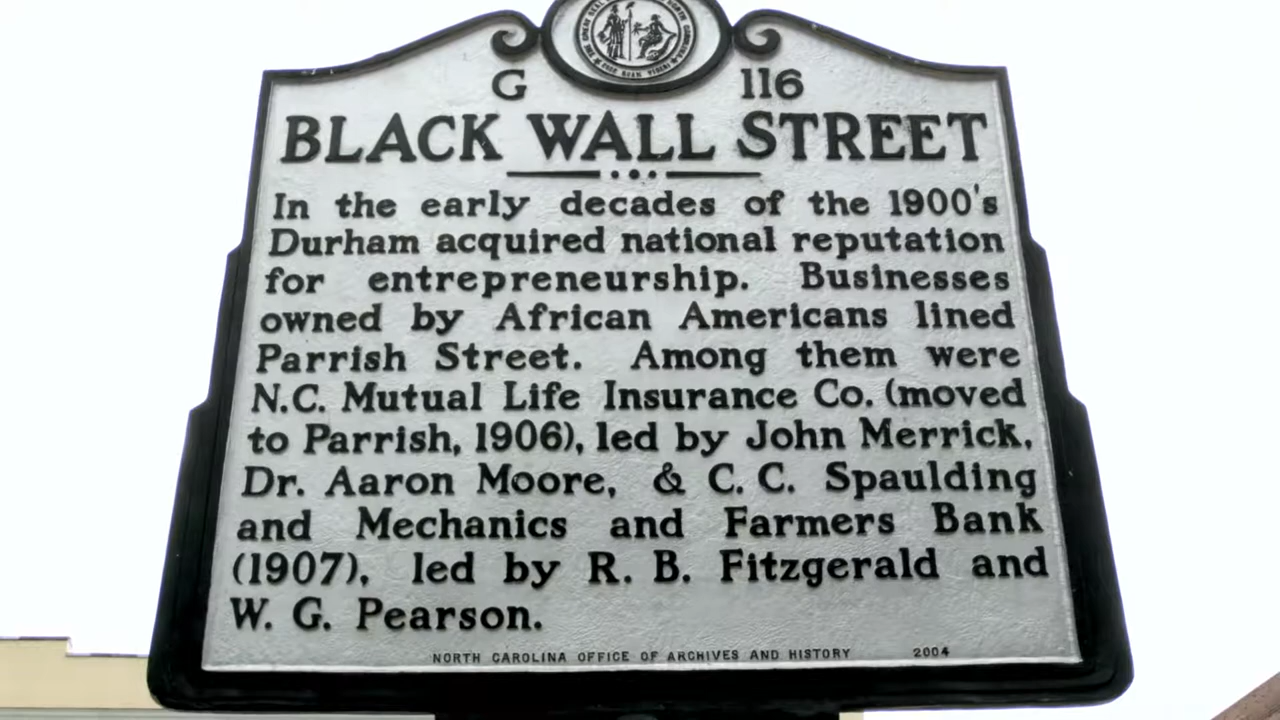 G 116
BLACK WALL STREET
In the early decades of the 1900's
Durham acquired national reputation
for entrepreneurship. Businesses
owned by African Americans lined
Parrish Street. Among them were
N.C. Mutual Life Insurance Co. (moved
to Parrish, 1906), led by John Merrick,
Dr. Aaron Moore, & C. C. Spaulding
and Mechanics and Farmers Bank
(1907), led by R. B. Fitzgerald and
W. G. Pearson.
NORTH CAROLINA OFFICE OF ARCHIVES AND HISTORY 2004